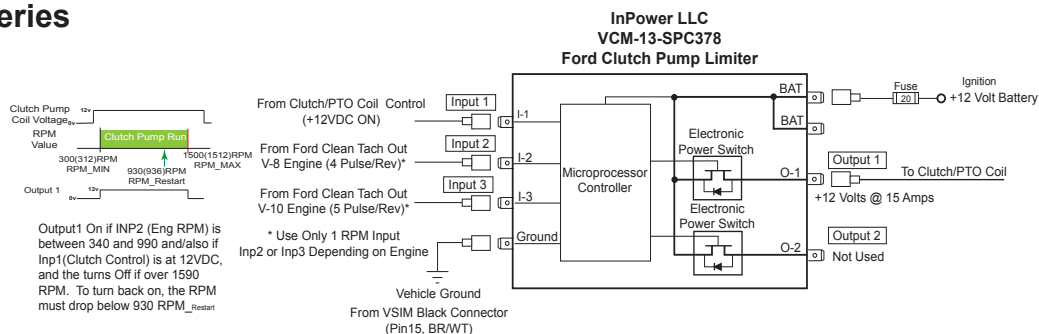 eries
InPower LLC
VCM-13-SPC378
Ford Clutch Pump Limiter
Clutch Pump
Coil Voltage
12v
0v
RPM
Value
Clutch Pump Run
300(312)RPM
RPM_MIN
930(936)RPM
RPM_Restart
1500(1512)RPM
RPM_MAX
Output 1
12v
0v
Output1 On if INP2 (Eng RPM) is
between 340 and 990 and/also if
Inp1(Clutch Control) is at 12VDC,
and the turns Off if over 1590
RPM. To turn back on, the RPM
must drop below 930 RPM_Restart
From Clutch/PTO Coil Control
(+12VDC ON)
Input 1
I-1
From Ford Clean Tach Out
V-8 Engine (4 Pulse/Rev)*
Input 2
I-2
From Ford Clean Tach Out
V-10 Engine (5 Pulse/Rev)*
Input 3
I-3
* Use Only 1 RPM Input
Inp2 or Inp3 Depending on Engine
Ground
Vehicle Ground
From VSIM Black Connector
(Pin15, BR/WT)
Microprocessor
Controller
Electronic
Power Switch
Electronic
Power Switch
BAT
BAT
O-1
O-2
Fuse
20
Ignition
+12 Volt Battery
Output 1
To Clutch/PTO Coil
+12 Volts @ 15 Amps
Output 2
Not Used